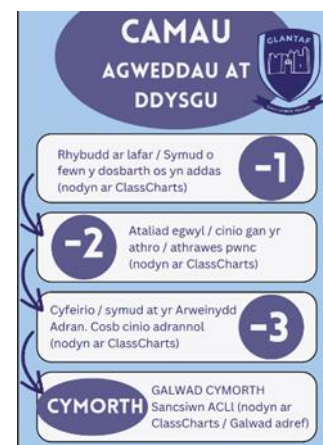 CAMAU
AGWEDDAU AT
DDYSGU
GLANTAF
Rhybudd ar lafar / Symud o
fewn y dosbarth os yn addas
(nodyn ar ClassCharts)
-1
-2
Ataliad egwyl / cinio gan yr
athro / athrawes pwnc
(nodyn ar ClassCharts)
Cyfeirio / symud at yr Arweinydd
Adran. Cosb cinio adrannol
(nodyn ar ClassCharts)
-3
CYMORTH
GALWAD CYMORTH
Sancsiwn ACLl (nodyn ar
ClassCharts / Galwad adref)